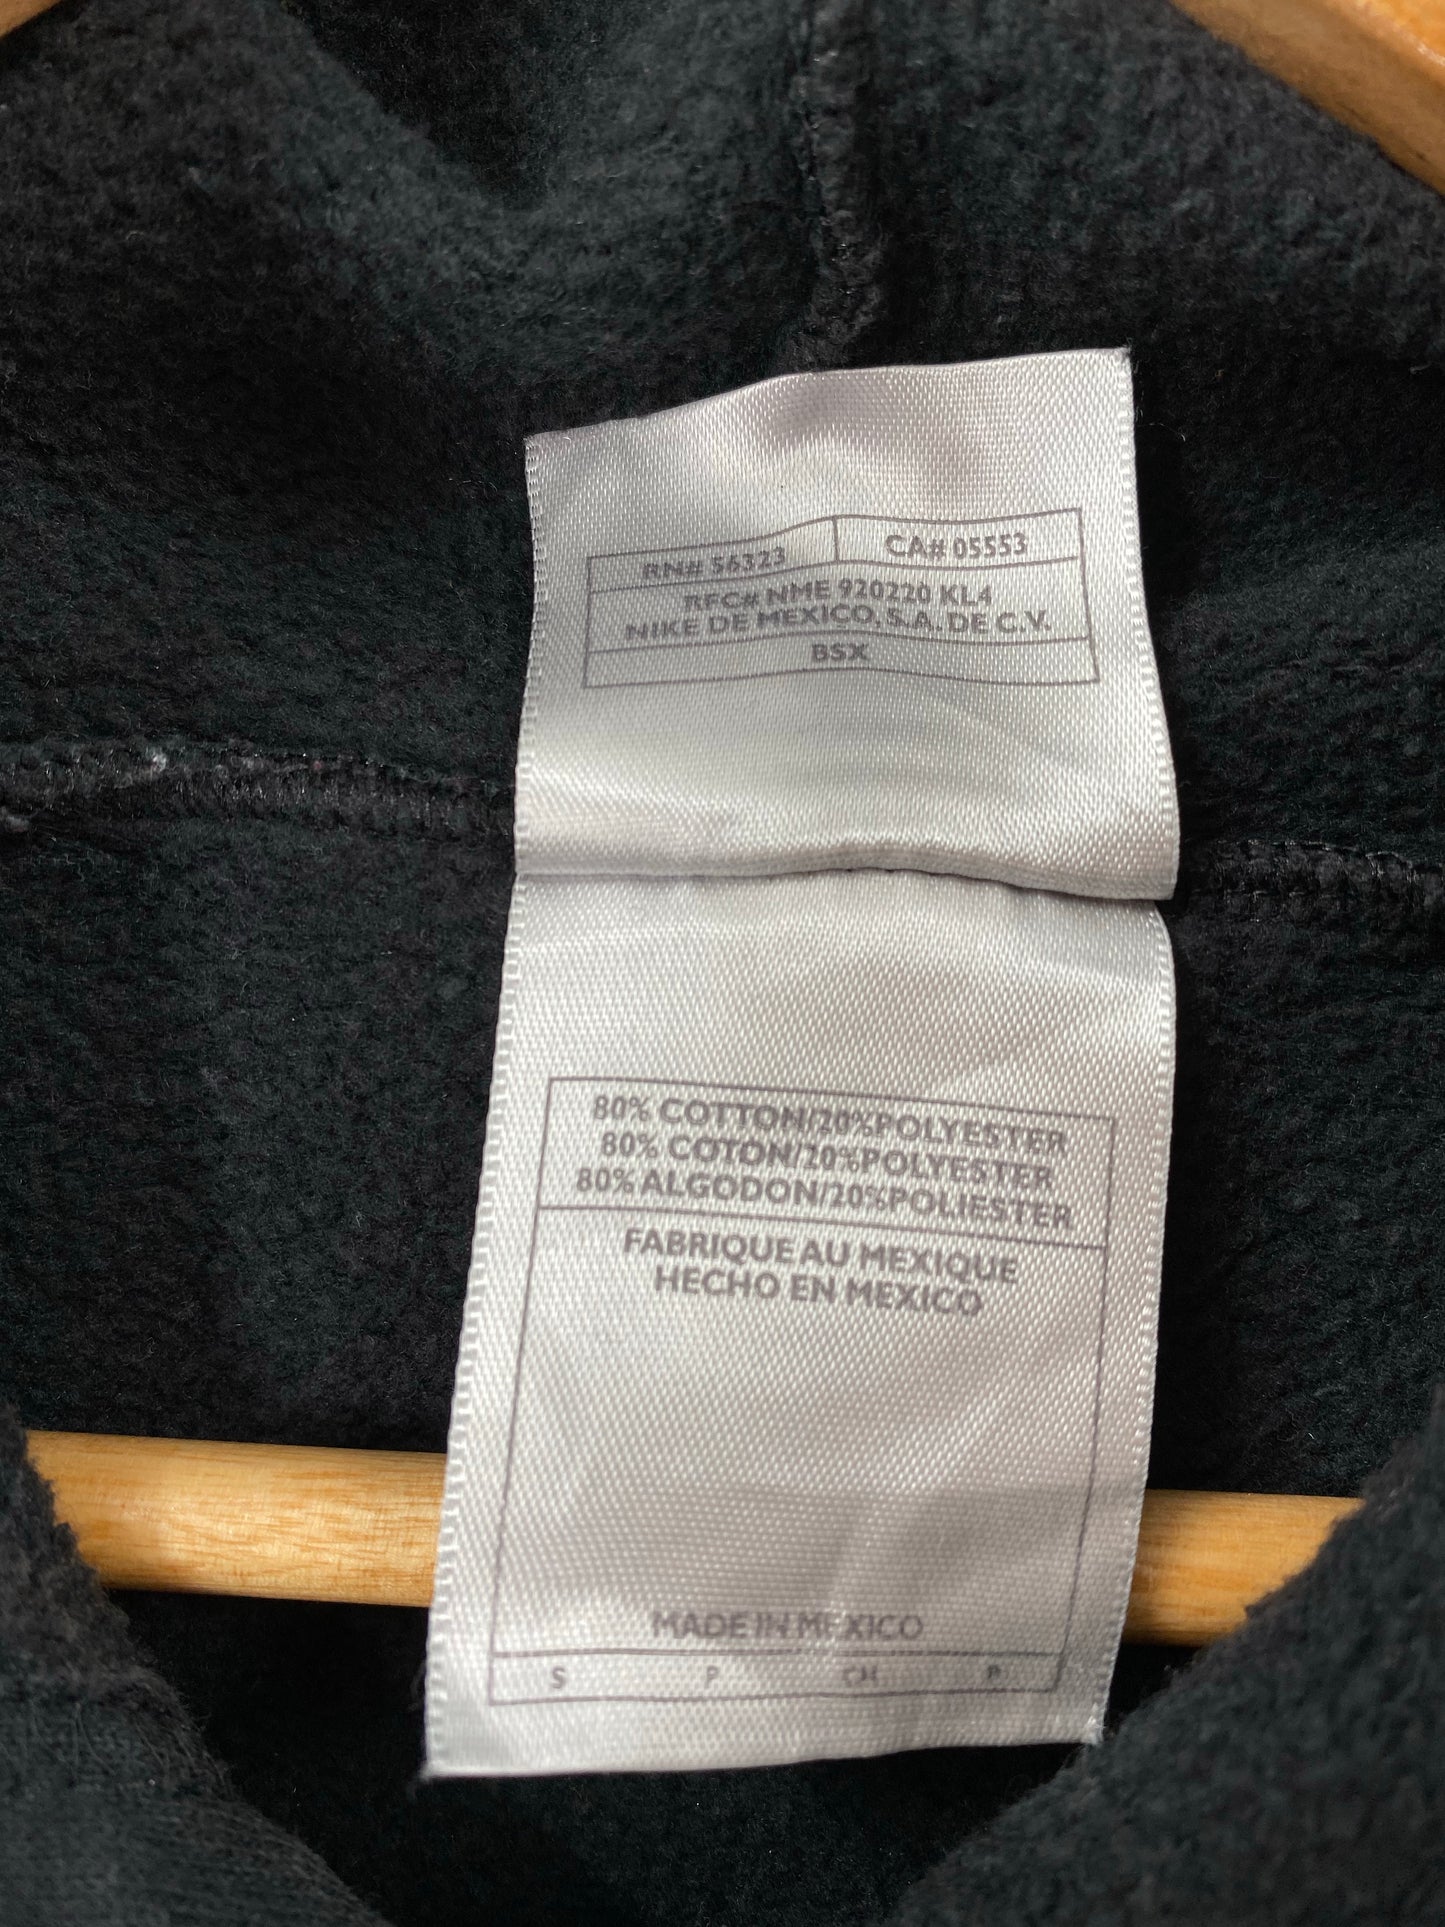 RN# 56323 CA# 05553
RFC# NME 920220 KL4
NIKE DE MEXICO, S.A. DE C.V.
BSX
80% COTTON/20%POLYESTER
80% COTON/20%POLYESTER
80% ALGODON/20%POLIESTER
FABRIQUE AU MEXIQUE
HECHO EN MEXICO
MADE IN MEXICO
S P CH P